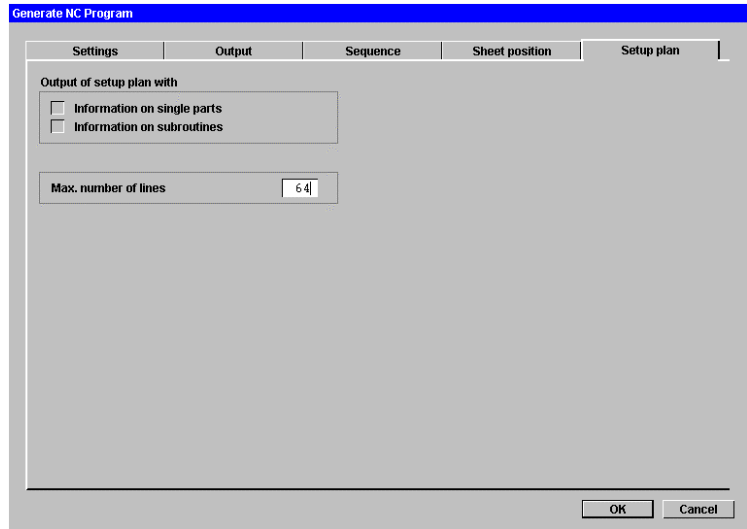 Generate NC Program
Settings Output Sequence Sheet position Setup plan
Output of setup plan with
Information on single parts
Information on subroutines
Max. number of lines 64
OK Cancel